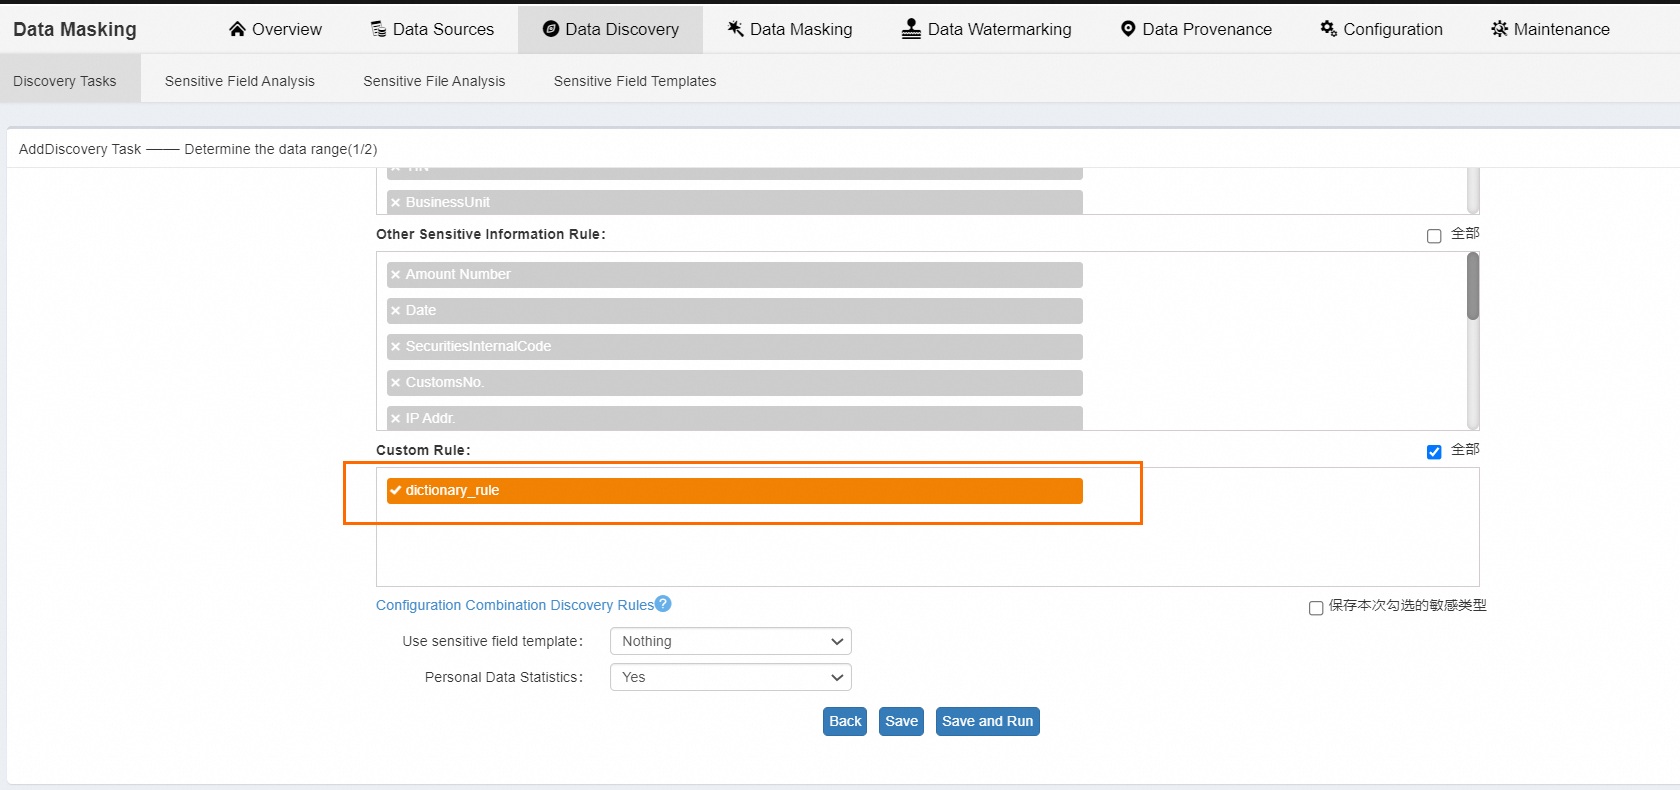 Data Masking
Overview
Data Sources
Data Discovery
Data Masking
Data Watermarking
Data Provenance
Configuration
Maintenance
Discovery Tasks
Sensitive Field Analysis
Sensitive File Analysis
Sensitive Field Templates
AddDiscovery Task —— Determine the data range(1/2)
BusinessUnit
Other Sensitive Information Rule:
全部
Amount Number
Date
SecuritiesInternalCode
CustomsNo.
IP Addr.
Custom Rule:
全部
dictionary_rule
Configuration Combination Discovery Rules?
保存本次勾选的敏感类型
Use sensitive field template:
Nothing
Personal Data Statistics:
Yes
Back
Save
Save and Run